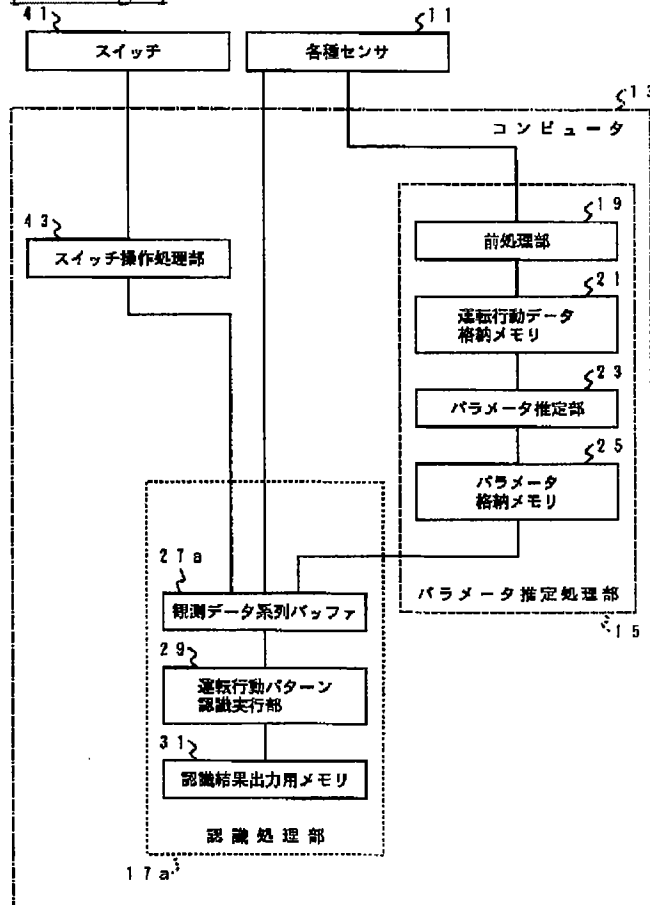 41
スイッチ
11
各種センサ
13
コンピュータ
43
スイッチ操作処理部
19
前処理部
21
運転行動データ
格納メモリ
23
パラメータ推定部
25
パラメータ
格納メモリ
パラメータ推定処理部
15
27a
観測データ系列バッファ
29
運転行動パターン
認識実行部
31
認識結果出力用メモリ
認識処理部
17a